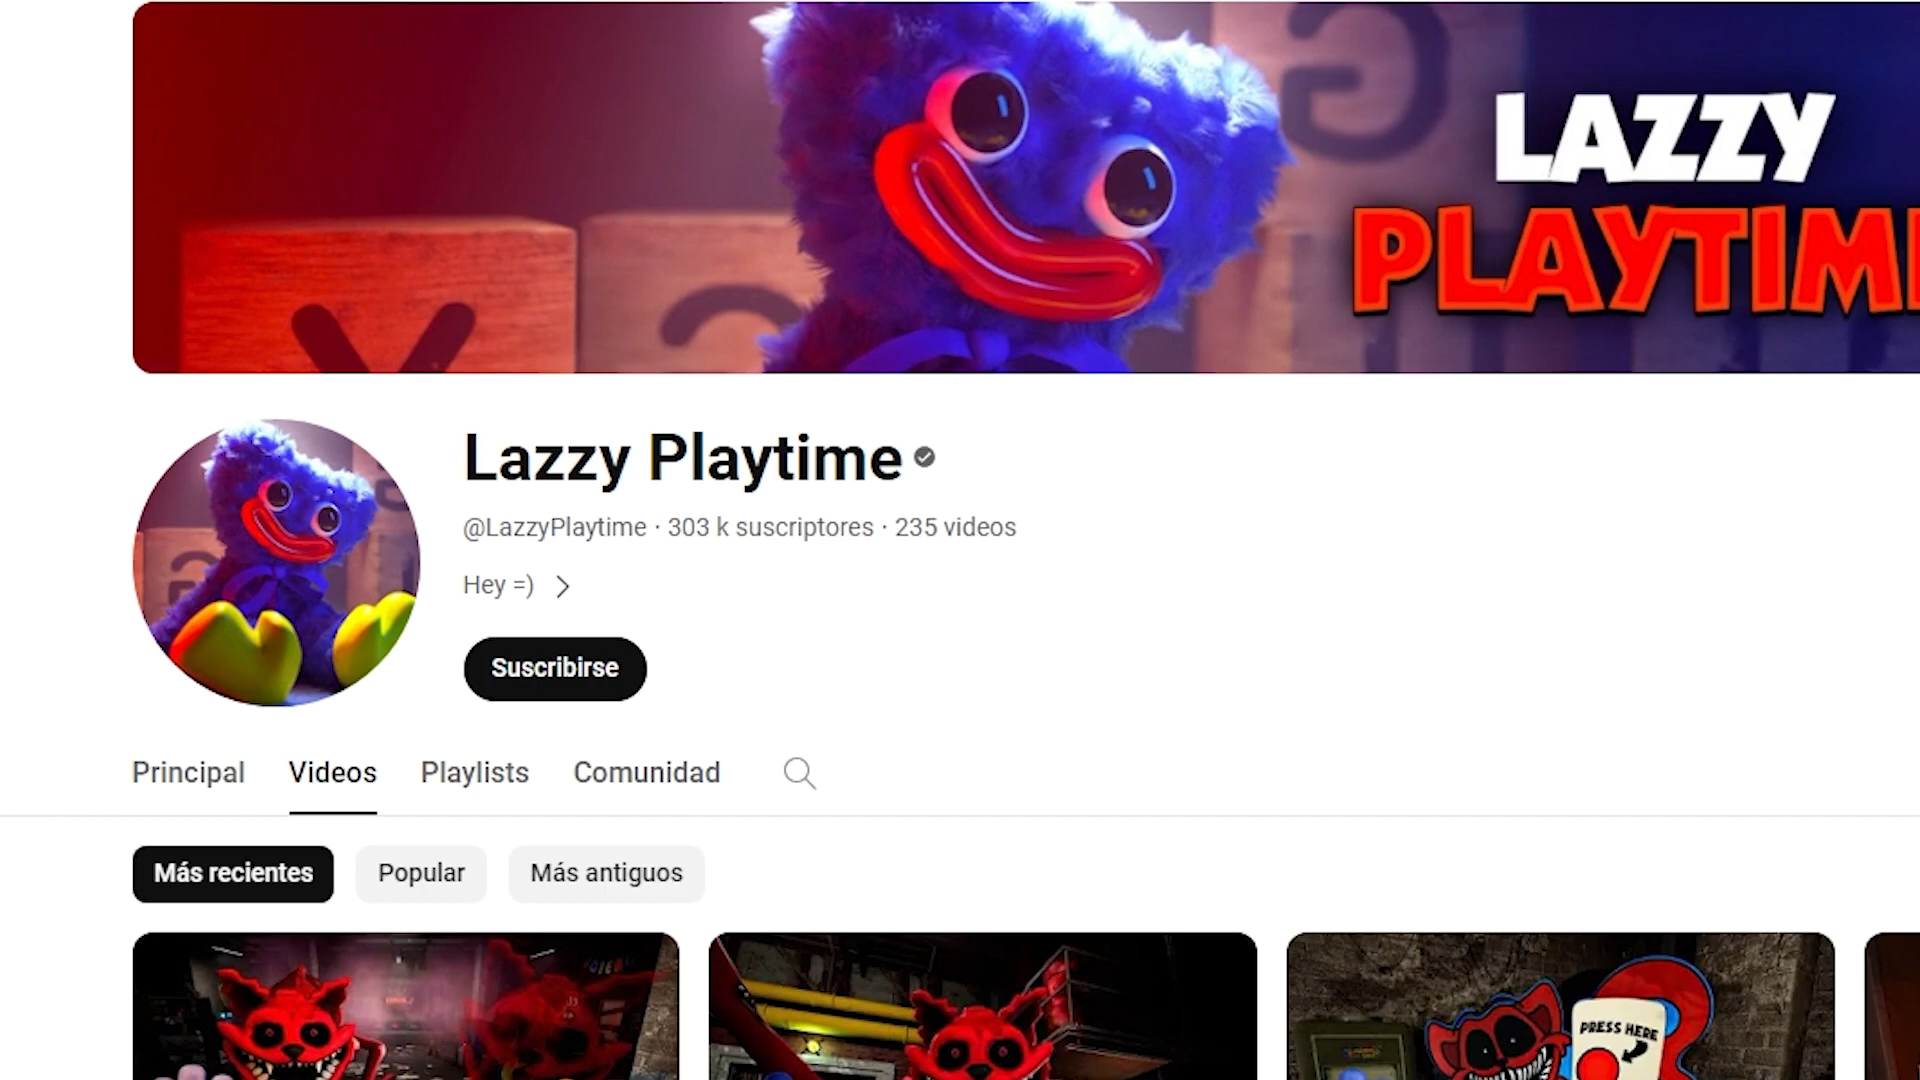 LAZZY
PLAYTIM
Lazzy Playtime
@LazzyPlaytime · 303 k suscriptores · 235 videos
Hey =)
Suscribirse
Principal Videos Playlists Comunidad
Más recientes Popular Más antiguos
PRESS HERE